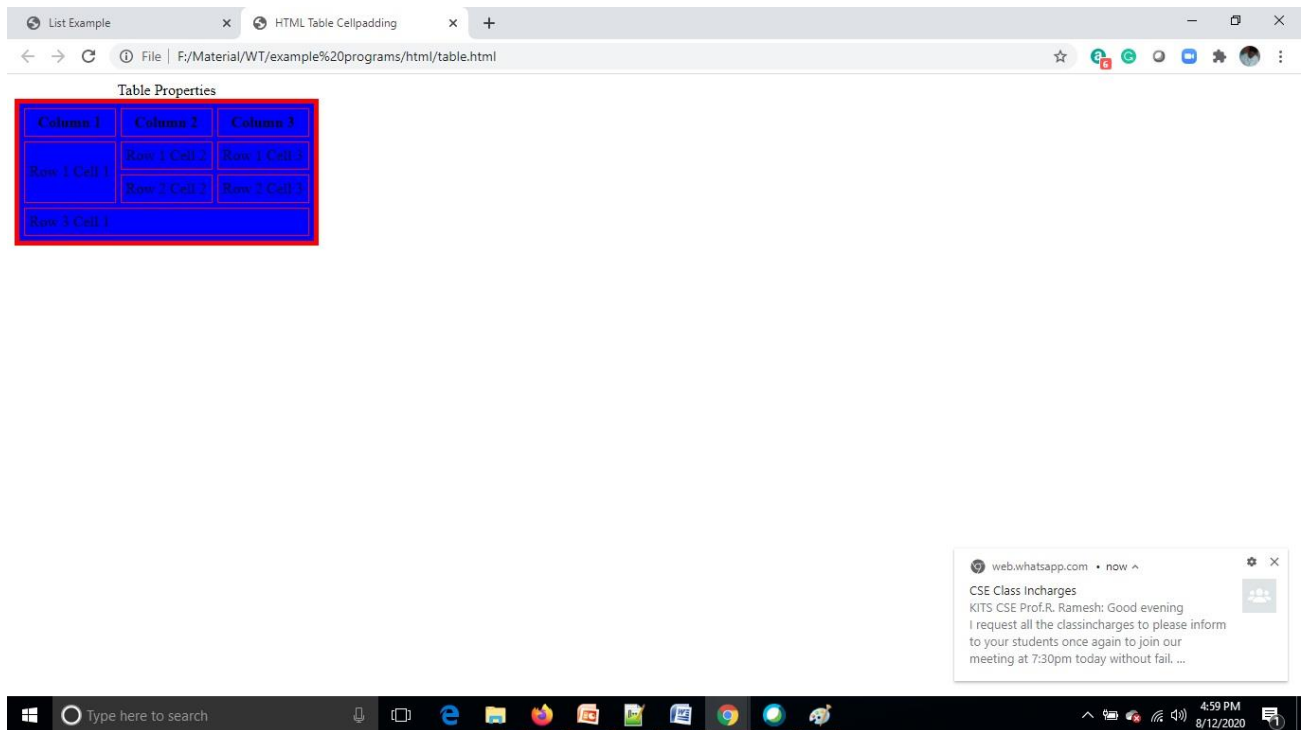 List Example
HTML Table Cellpadding
File | F:/Material/WT/example%20programs/html/table.html
6
Table Properties
Column 1 Column 2 Column 3
Row 1 Cell 1 Row 1 Cell 2 Row 1 Cell 3
Row 2 Cell 2 Row 2 Cell 3
Row 3 Cell 1
web.whatsapp.com • now
CSE Class Incharges
KITS CSE Prof.R. Ramesh: Good evening
I request all the classincharges to please inform
to your students once again to join our
meeting at 7:30pm today without fail. ...
Type here to search
4:59 PM
8/12/2020
1